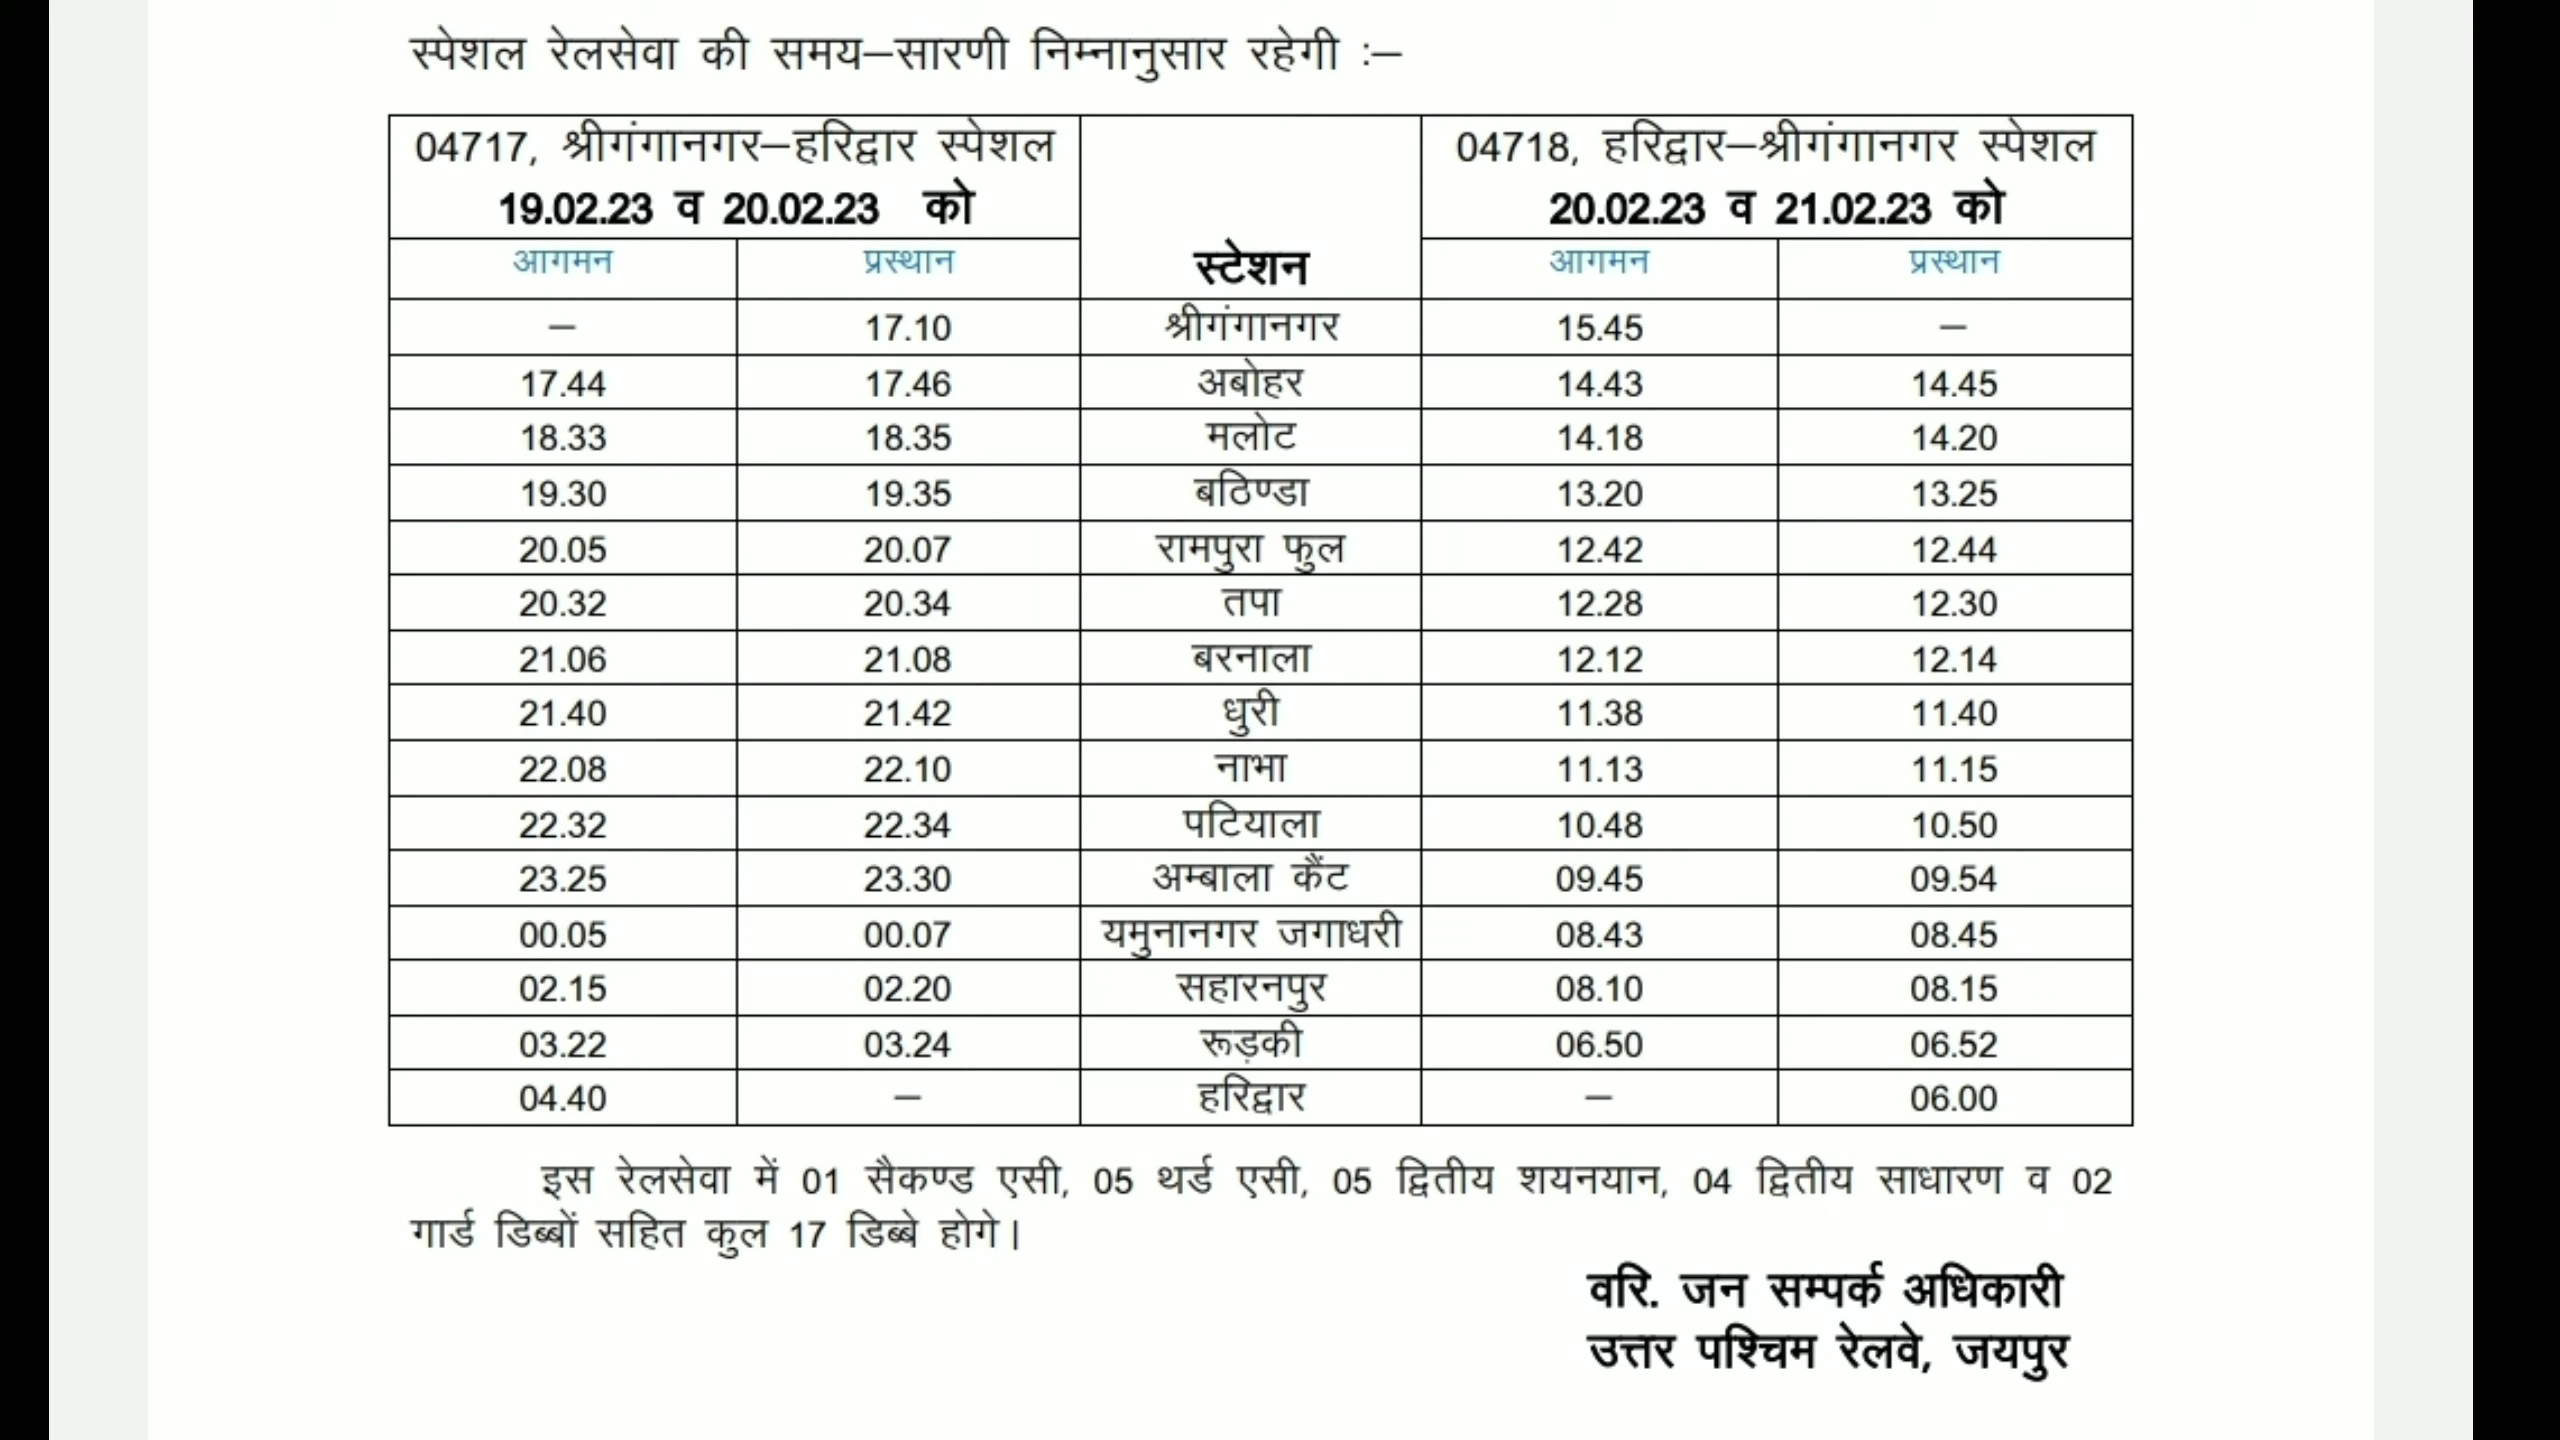 स्पेशल रेलसेवा की समय–सारणी निम्नानुसार रहेगी :–
04717, श्रीगंगानगर–हरिद्वार स्पेशल
19.02.23 व 20.02.23 को
स्टेशन
04718, हरिद्वार–श्रीगंगानगर स्पेशल
20.02.23 व 21.02.23 को
आगमन प्रस्थान आगमन प्रस्थान
– 17.10 श्रीगंगानगर 15.45 –
17.44 17.46 अबोहर 14.43 14.45
18.33 18.35 मलोट 14.18 14.20
19.30 19.35 बठिण्डा 13.20 13.25
20.05 20.07 रामपुरा फुल 12.42 12.44
20.32 20.34 तपा 12.28 12.30
21.06 21.08 बरनाला 12.12 12.14
21.40 21.42 धुरी 11.38 11.40
22.08 22.10 नाभा 11.13 11.15
22.32 22.34 पटियाला 10.48 10.50
23.25 23.30 अम्बाला कैंट 09.45 09.54
00.05 00.07 यमुनानगर जगाधरी 08.43 08.45
02.15 02.20 सहारनपुर 08.10 08.15
03.22 03.24 रूड़की 06.50 06.52
04.40 – हरिद्वार – 06.00
इस रेलसेवा में 01 सैकण्ड एसी, 05 थर्ड एसी, 05 द्वितीय शयनयान, 04 द्वितीय साधारण व 02
गार्ड डिब्बों सहित कुल 17 डिब्बे होगे।
वरि. जन सम्पर्क अधिकारी
उत्तर पश्चिम रेलवे, जयपुर